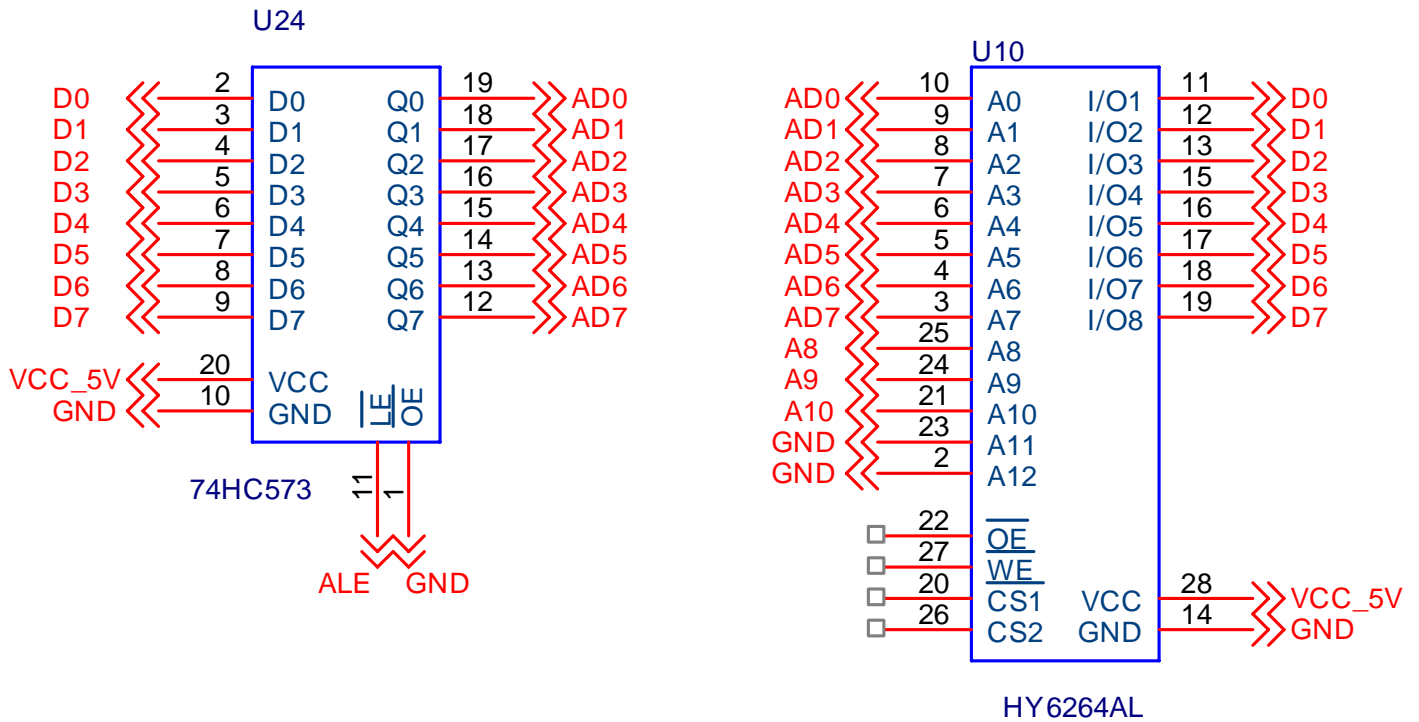 U24
D0 2 D0 Q0 19 AD0
D1 3 D1 Q1 18 AD1
D2 4 D2 Q2 17 AD2
D3 5 D3 Q3 16 AD3
D4 6 D4 Q4 15 AD4
D5 7 D5 Q5 14 AD5
D6 8 D6 Q6 13 AD6
D7 9 D7 Q7 12 AD7
VCC_5V 20 VCC
GND 10 GND
LE OE
11 1
74HC573
ALE GND
U10
AD0 10 A0 I/O1 11 D0
AD1 9 A1 I/O2 12 D1
AD2 8 A2 I/O3 13 D2
AD3 7 A3 I/O4 15 D3
AD4 6 A4 I/O5 16 D4
AD5 5 A5 I/O6 17 D5
AD6 4 A6 I/O7 18 D6
AD7 3 A7 I/O8 19 D7
A8 25 A8
A9 24 A9
A10 21 A10
GND 23 A11
GND 2 A12
22 OE
27 WE
20 CS1 VCC 28 VCC_5V
26 CS2 GND 14 GND
HY6264AL